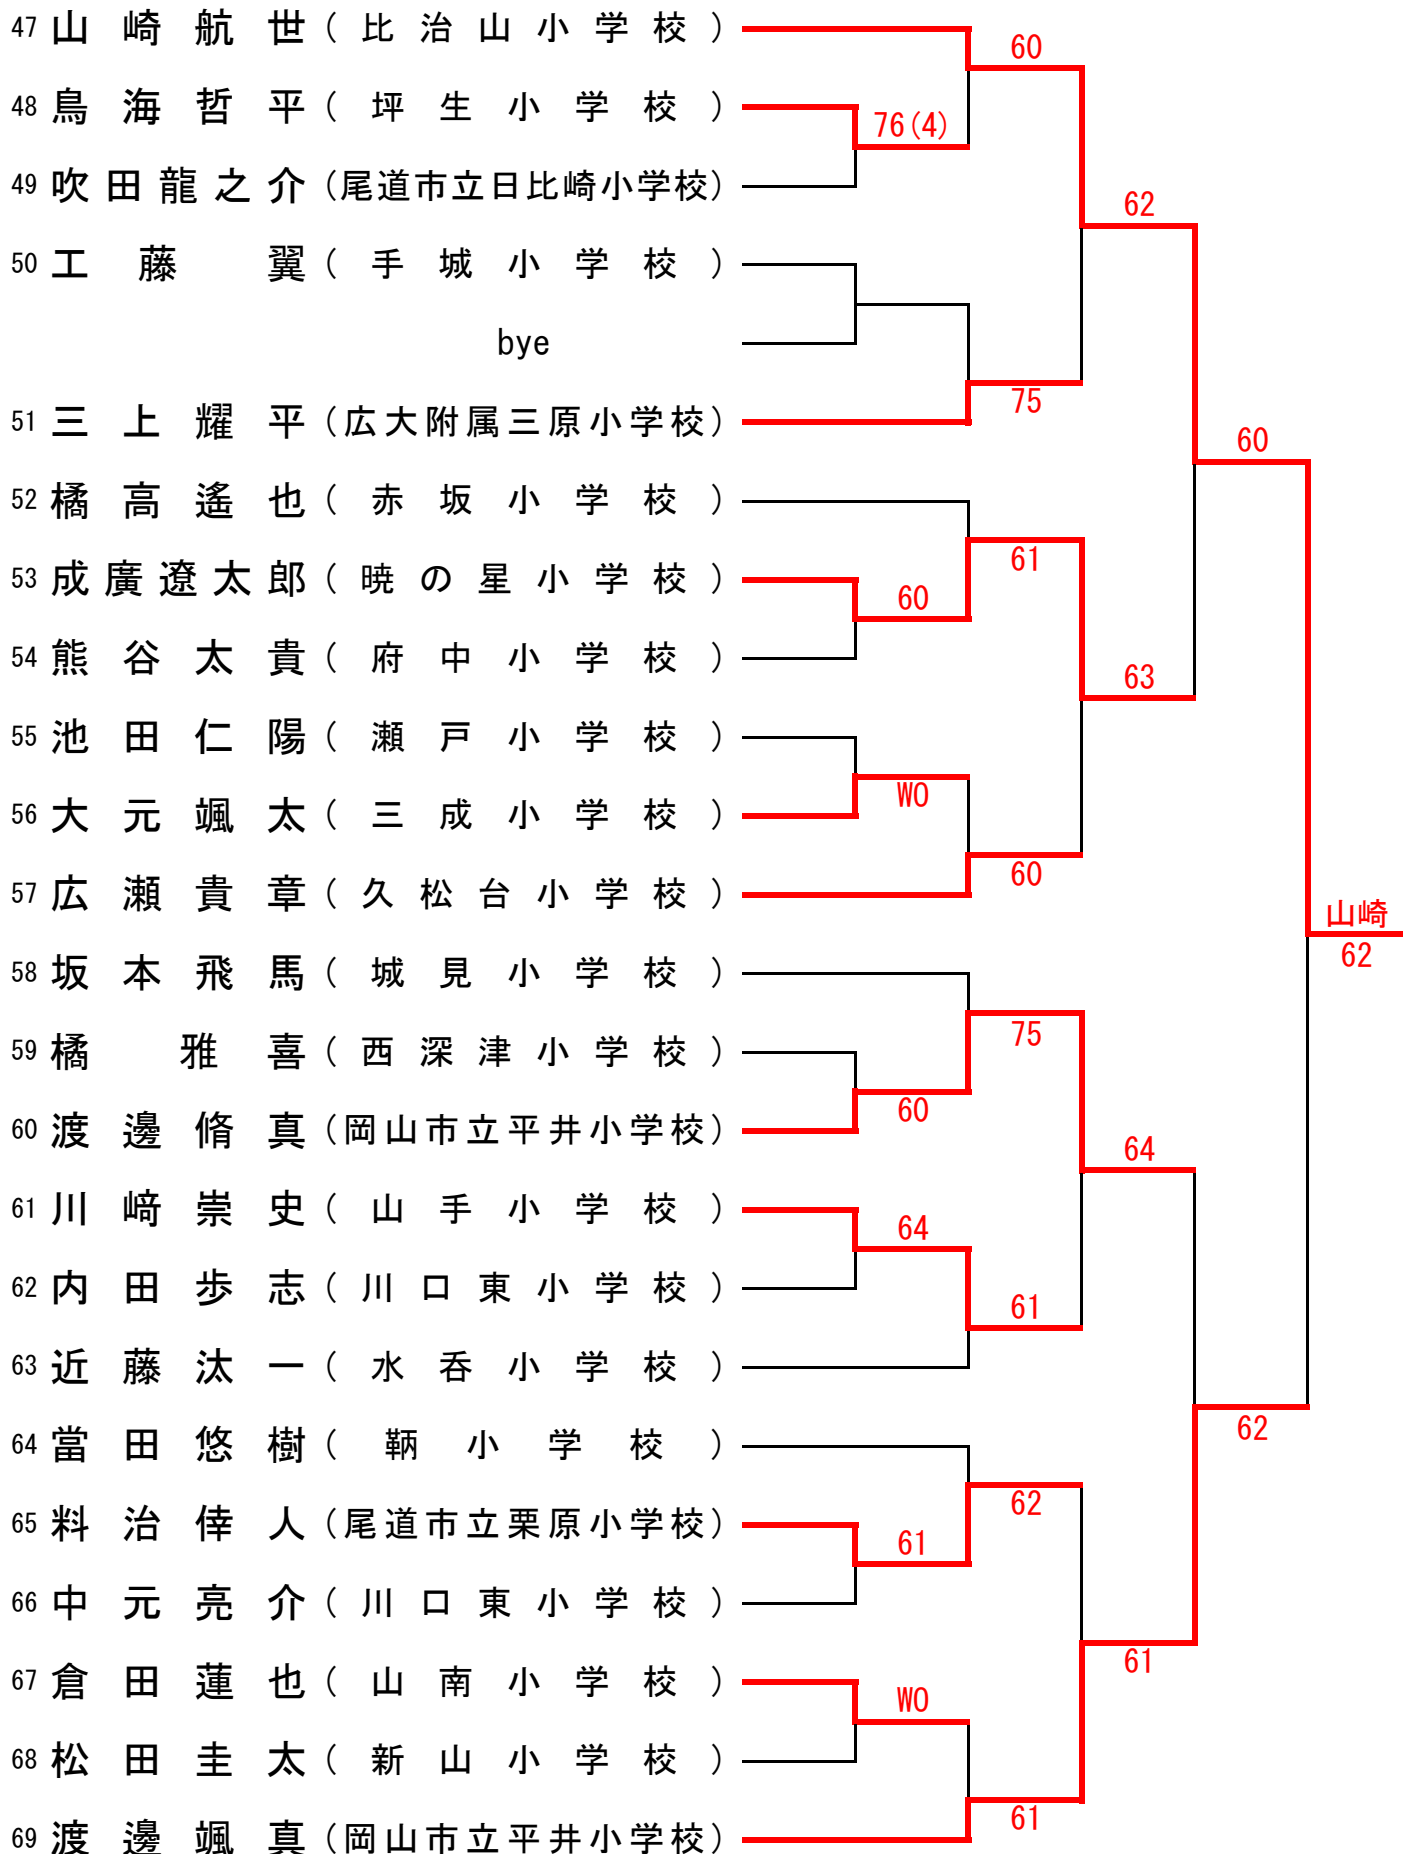 47 山崎航世 (比治山小学校)
60
48 鳥海哲平 (坪生小学校)
76(4)
49 吹田龍之介 (尾道市立日比崎小学校)
62
50 工藤翼 (手城小学校)
bye
75
51 三上耀平 (広大附属三原小学校)
60
52 橘高遙也 (赤坂小学校)
61
53 成廣遼太郎 (暁の星小学校)
60
54 熊谷太貴 (府中小学校)
63
55 池田仁陽 (瀬戸小学校)
WO
56 大元颯太 (三成小学校)
60
57 広瀬貴章 (久松台小学校)
山崎
62
58 坂本飛馬 (城見小学校)
75
59 橘雅喜 (西深津小学校)
60
60 渡邊脩真 (岡山市立平井小学校)
64
61 川﨑崇史 (山手小学校)
64
62 内田歩志 (川口東小学校)
61
63 近藤汰一 (水呑小学校)
62
64 當田悠樹 (鞆小学校)
62
65 料治倖人 (尾道市立栗原小学校)
61
66 中元亮介 (川口東小学校)
61
67 倉田蓮也 (山南小学校)
WO
68 松田圭太 (新山小学校)
61
69 渡邊颯真 (岡山市立平井小学校)